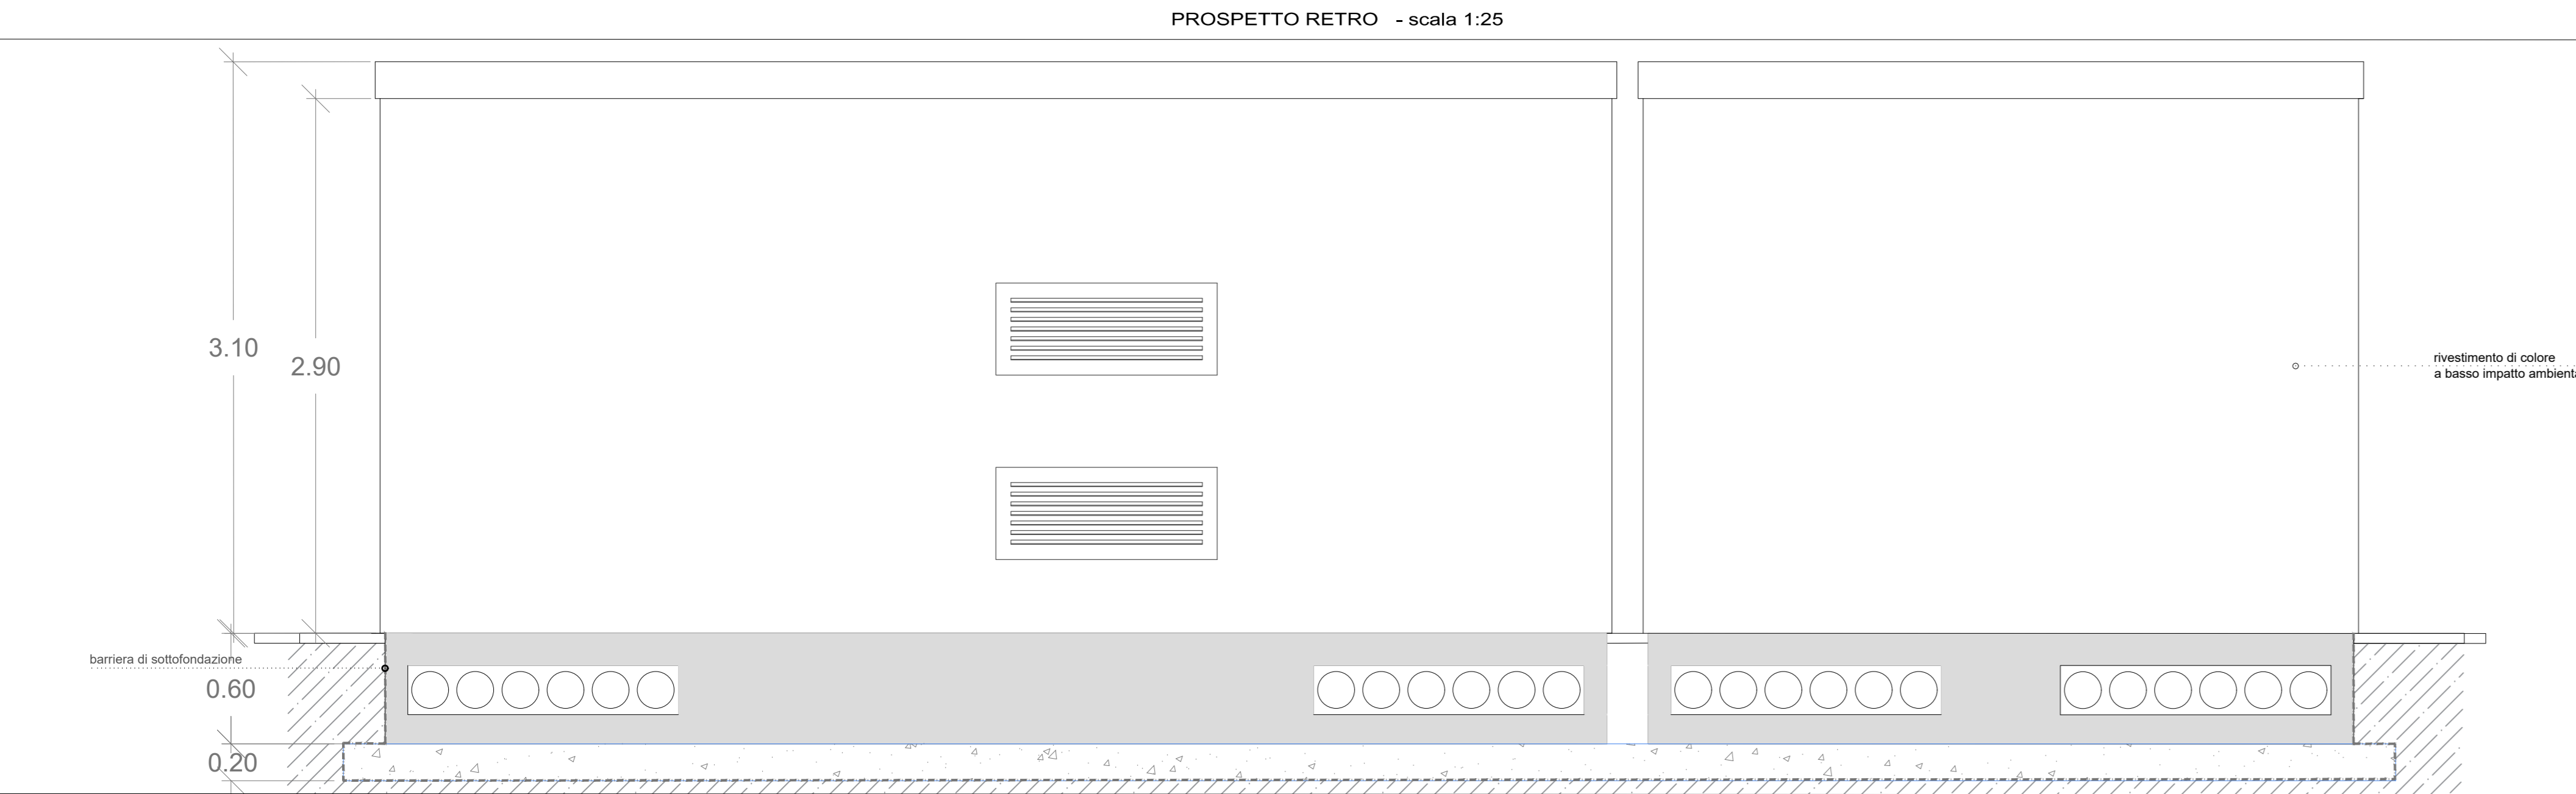 PROSPETTO RETRO - scala 1:25
3.10
2.90
rivestimento di colore
a basso impatto
barriera di sottofondazione
0.60
0.20